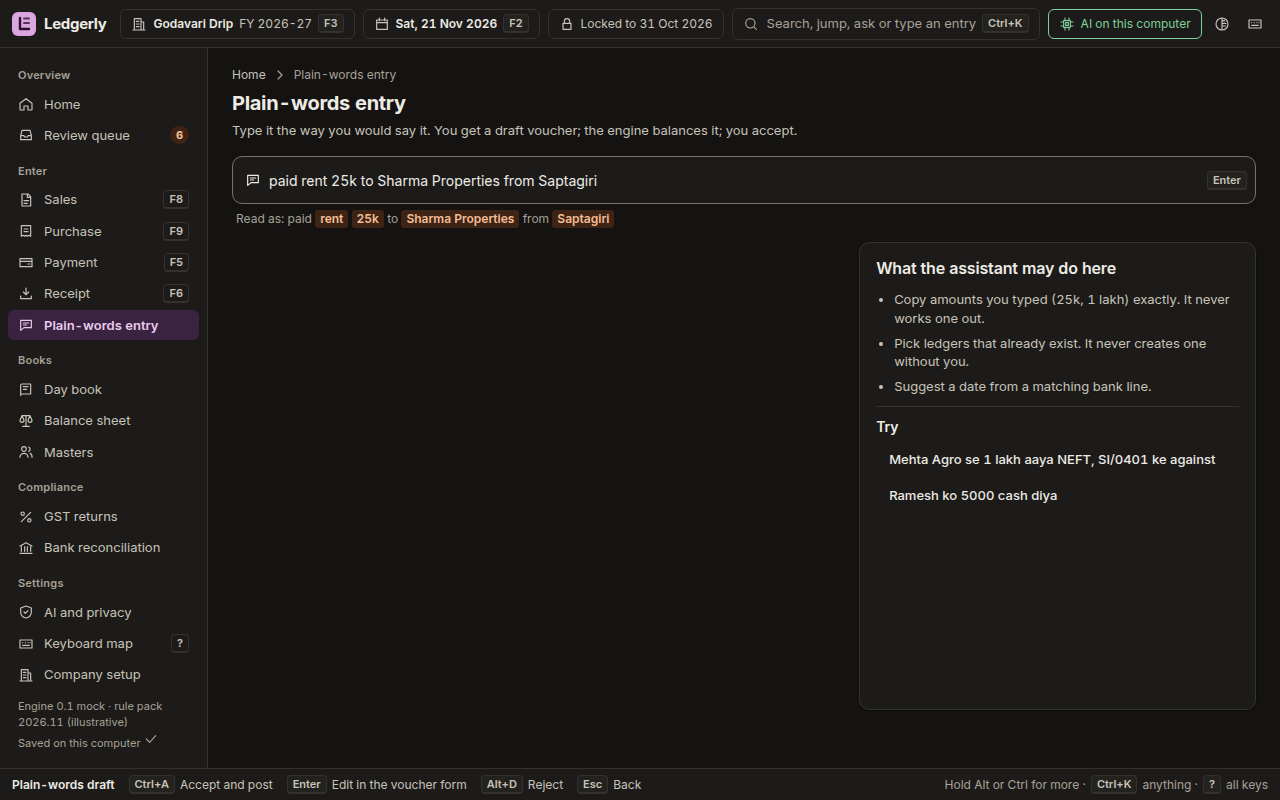 Ledgerly
Godavari Drip FY 2026-27 F3
Sat, 21 Nov 2026 F2
Locked to 31 Oct 2026
Search, jump, ask or type an entry Ctrl+K
AI on this computer
Overview
Home
Review queue 6
Enter
Sales F8
Purchase F9
Payment F5
Receipt F6
Plain-words entry
Books
Day book
Balance sheet
Masters
Compliance
GST returns
Bank reconciliation
Settings
AI and privacy
Keyboard map ?
Company setup
Engine 0.1 mock · rule pack
2026.11 (illustrative)
Saved on this computer
Home > Plain-words entry
Plain-words entry
Type it the way you would say it. You get a draft voucher; the engine balances it; you accept.
paid rent 25k to Sharma Properties from Saptagiri Enter
Read as: paid rent 25k to Sharma Properties from Saptagiri
What the assistant may do here
• Copy amounts you typed (25k, 1 lakh) exactly. It never
works one out.
• Pick ledgers that already exist. It never creates one
without you.
• Suggest a date from a matching bank line.
Try
Mehta Agro se 1 lakh aaya NEFT, SI/0401 ke against
Ramesh ko 5000 cash diya
Plain-words draft Ctrl+A Accept and post Enter Edit in the voucher form Alt+D Reject Esc Back
Hold Alt or Ctrl for more · Ctrl+K anything · ? all keys